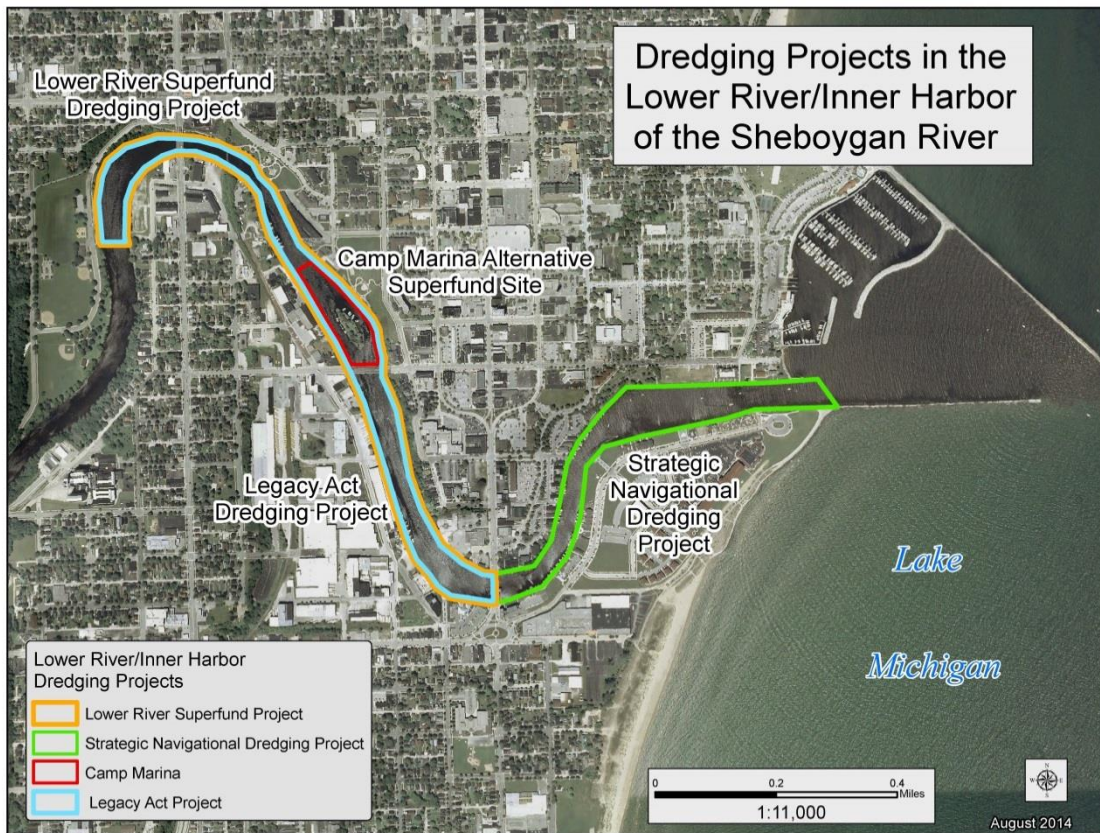 Dredging Projects in the
Lower River/Inner Harbor
of the Sheboygan River
Lower River Superfund
Dredging Project
Camp Marina Alternative
Superfund Site
Legacy Act
Dredging Project
Strategic
Navigational
Dredging
Project
Lake
Michigan
Lower River/Inner Harbor
Dredging Projects
Lower River Superfund Project
Strategic Navigational Dredging Project
Camp Marina
Legacy Act Project
0 0.2 0.4
Miles
1:11,000
N
W E
S
August 2014